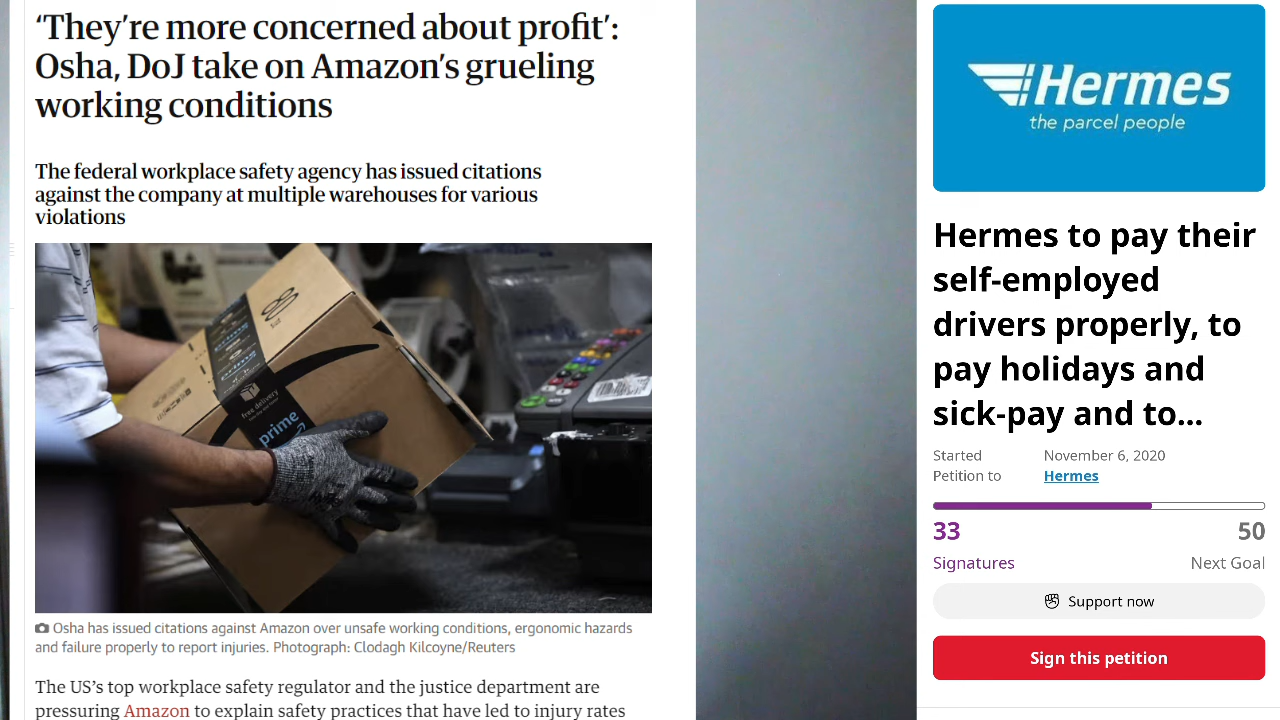 ‘They’re more concerned about profit’:
Osha, DoJ take on Amazon’s grueling
working conditions
The federal workplace safety agency has issued citations
against the company at multiple warehouses for various
violations
free delivery
prime
Osha has issued citations against Amazon over unsafe working conditions, ergonomic hazards
and failure properly to report injuries. Photograph: Clodagh Kilcoyne/Reuters
The US’s top workplace safety regulator and the justice department are
pressuring Amazon to explain safety practices that have led to injury rates
Hermes
the parcel people
Hermes to pay their
self-employed
drivers properly, to
pay holidays and
sick-pay and to...
Started November 6, 2020
Petition to Hermes
33 50
Signatures Next Goal
Support now
Sign this petition